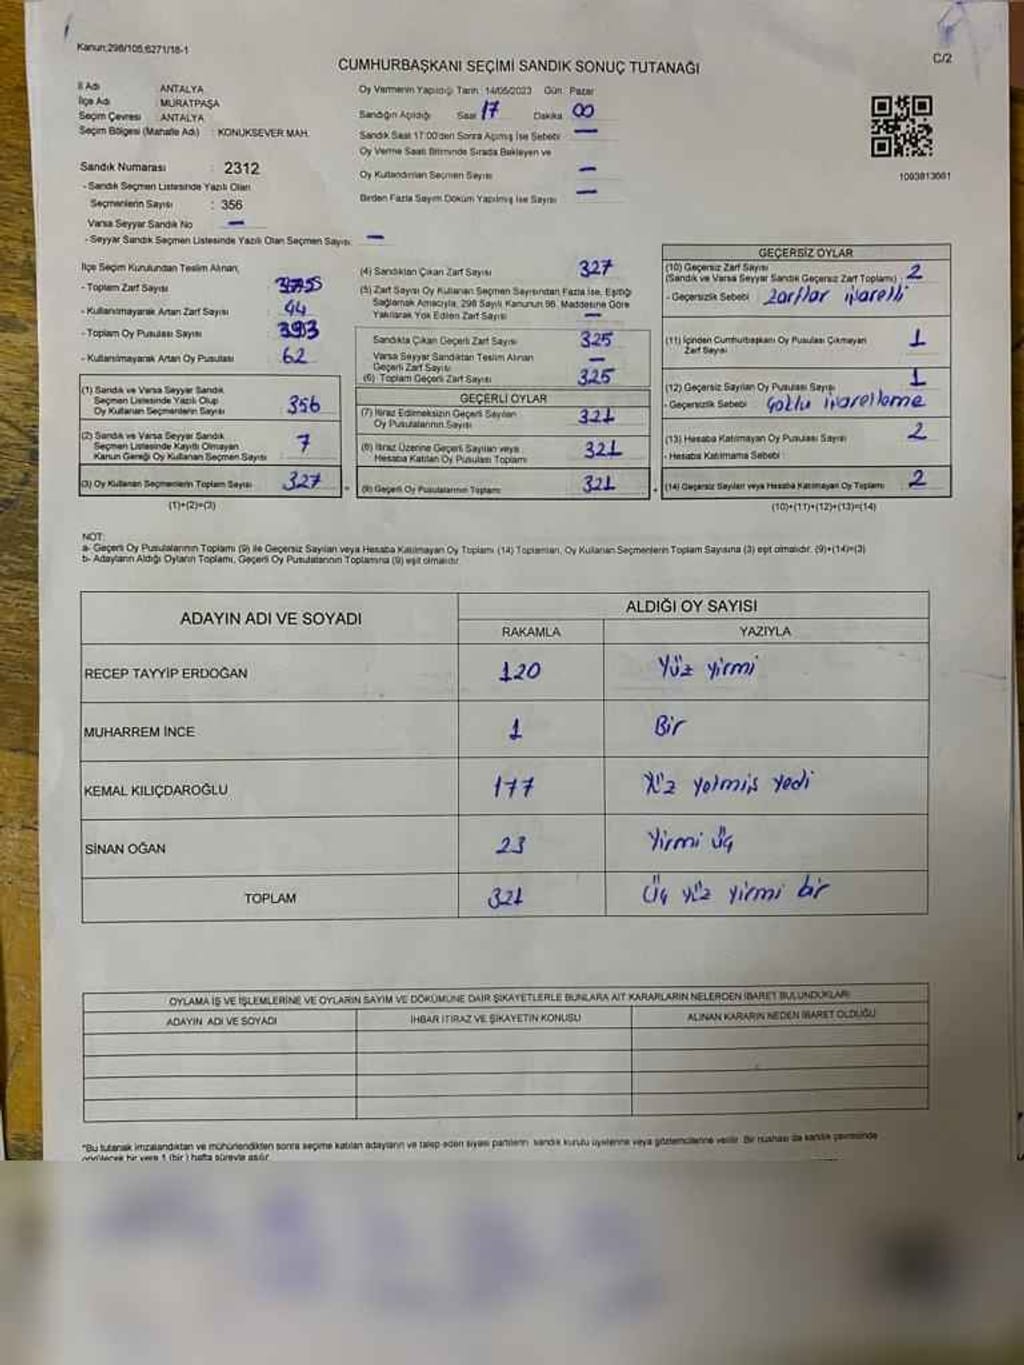 Kanun;298/105;6271/18-1
C/2
CUMHURBAŞKANI SEÇİMİ SANDIK SONUÇ TUTANAĞI
İl Adı ANTALYA
İlçe Adı : MURATPAŞA
Seçim Çevresi : ANTALYA
Seçim Bölgesi (Mahalle Adı) : KONUKSEVER MAH.
Sandık Numarası : 2312
- Sandık Seçmen Listesinde Yazılı Olan
Seçmenlerin Sayısı : 356
Varsa Seyyar Sandık No —
- Seyyar Sandık Seçmen Listesinde Yazılı Olan Seçmen Sayısı: —
Oy Vermenin Yapıldığı Tarih: 14/05/2023 Gün: Pazar
Sandığın Açıldığı Saat 17 Dakika 00
Sandık Saat 17:00'den Sonra Açılmış İse Sebebi —
Oy Verme Saati Bitiminde Sırada Bekleyen ve
Oy Kullandırılan Seçmen Sayısı —
Birden Fazla Sayım Döküm Yapılmış İse Sayısı —
1093813661
İlçe Seçim Kurulundan Teslim Alınan;
- Toplam Zarf Sayısı
- Kullanılmayarak Artan Zarf Sayısı 44
- Toplam Oy Pusulası Sayısı 393
- Kullanılmayarak Artan Oy Pusulası 62
(1) Sandık ve Varsa Seyyar Sandık
Seçmen Listesinde Yazılı Olup
Oy Kullanan Seçmenlerin Sayısı 356
(2) Sandık ve Varsa Seyyar Sandık
Seçmen Listesinde Kayıtlı Olmayan
Kanun Gereği Oy Kullanan Seçmen Sayısı 7
(3) Oy Kullanan Seçmenlerin Toplam Sayısı 327
(1)+(2)=(3)
(4) Sandıktan Çıkan Zarf Sayısı 327
(5) Zarf Sayısı Oy Kullanan Seçmen Sayısından Fazla İse, Eşitliği
Sağlamak Amacıyla, 298 Sayılı Kanunun 98. Maddesine Göre
Yakılarak Yok Edilen Zarf Sayısı —
Sandıkta Çıkan Geçerli Zarf Sayısı 325
Varsa Seyyar Sandıktan Teslim Alınan
Geçerli Zarf Sayısı —
(6) Toplam Geçerli Zarf Sayısı 325
GEÇERLİ OYLAR
(7) İtiraz Edilmeksizin Geçerli Sayılan
Oy Pusulalarının Sayısı 321
(8) İtiraz Üzerine Geçerli Sayılan veya
Hesaba Katılan Oy Pusulası Toplamı 321
(9) Geçerli Oy Pusulalarının Toplamı 321
GEÇERSİZ OYLAR
(10) Geçersiz Zarf Sayısı
(Sandık ve Varsa Seyyar Sandık Geçersiz Zarf Toplamı) : 2
- Geçersizlik Sebebi Zarflar işaretli
(11) İçinden Cumhurbaşkanı Oy Pusulası Çıkmayan
Zarf Sayısı 1
(12) Geçersiz Sayılan Oy Pusulası Sayısı 1
- Geçersizlik Sebebi Çoklu işaretleme
(13) Hesaba Katılmayan Oy Pusulası Sayısı 2
- Hesaba Katılmama Sebebi :
(14) Geçersiz Sayılan veya Hesaba Katılmayan Oy Toplamı 2
(10)+(11)+(12)+(13)=(14)
NOT:
a- Geçerli Oy Pusulalarının Toplamı (9) ile Geçersiz Sayılan veya Hesaba Katılmayan Oy Toplamı (14) Toplamları, Oy Kullanan Seçmenlerin Toplam Sayısına (3) eşit olmalıdır. (9)+(14)=(3)
b- Adayların Aldığı Oyların Toplamı, Geçerli Oy Pusulalarının Toplamına (9) eşit olmalıdır.
ADAYIN ADI VE SOYADI ALDIĞI OY SAYISI
RAKAMLA YAZIYLA
RECEP TAYYİP ERDOĞAN 120 Yüz yirmi
MUHARREM İNCE 1 Bir
KEMAL KILIÇDAROĞLU 177 Yüz yetmiş yedi
SİNAN OĞAN 23 Yirmi üç
TOPLAM 321 Üç yüz yirmi bir
OYLAMA İŞ VE İŞLEMLERİNE VE OYLARIN SAYIM VE DÖKÜMÜNE DAİR ŞİKAYETLERLE BUNLARA AİT KARARLARIN NELERDEN İBARET BULUNDUKLARI
ADAYIN ADI VE SOYADI İHBAR İTİRAZ VE ŞİKAYETİN KONUSU ALINAN KARARIN NEDEN İBARET OLDUĞU
*Bu tutanak imzalandıktan ve mühürlendikten sonra seçime katılan adayların ve talep eden siyasi partilerin sandık kurulu üyelerine veya gözlemcilerine verilir. Bir nüshası da sandık çevresinde
görülecek bir yere 1 (bir) hafta süreyle asılır.